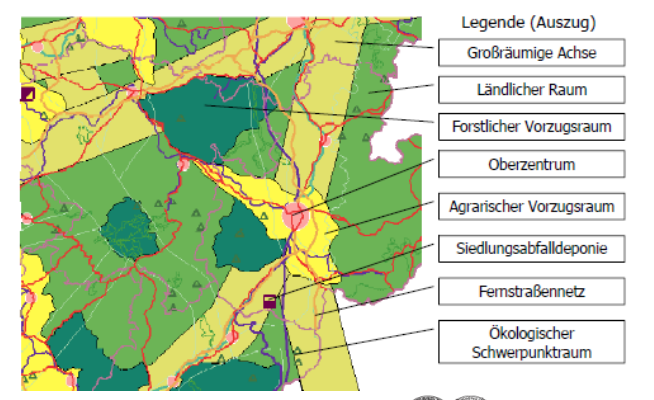 Legende (Auszug)
Großräumige Achse
Ländlicher Raum
Forstlicher Vorzugsraum
Oberzentrum
Agrarischer Vorzugsraum
Siedlungsabfalldeponie
Fernstraßennetz
Ökologischer
Schwerpunktraum